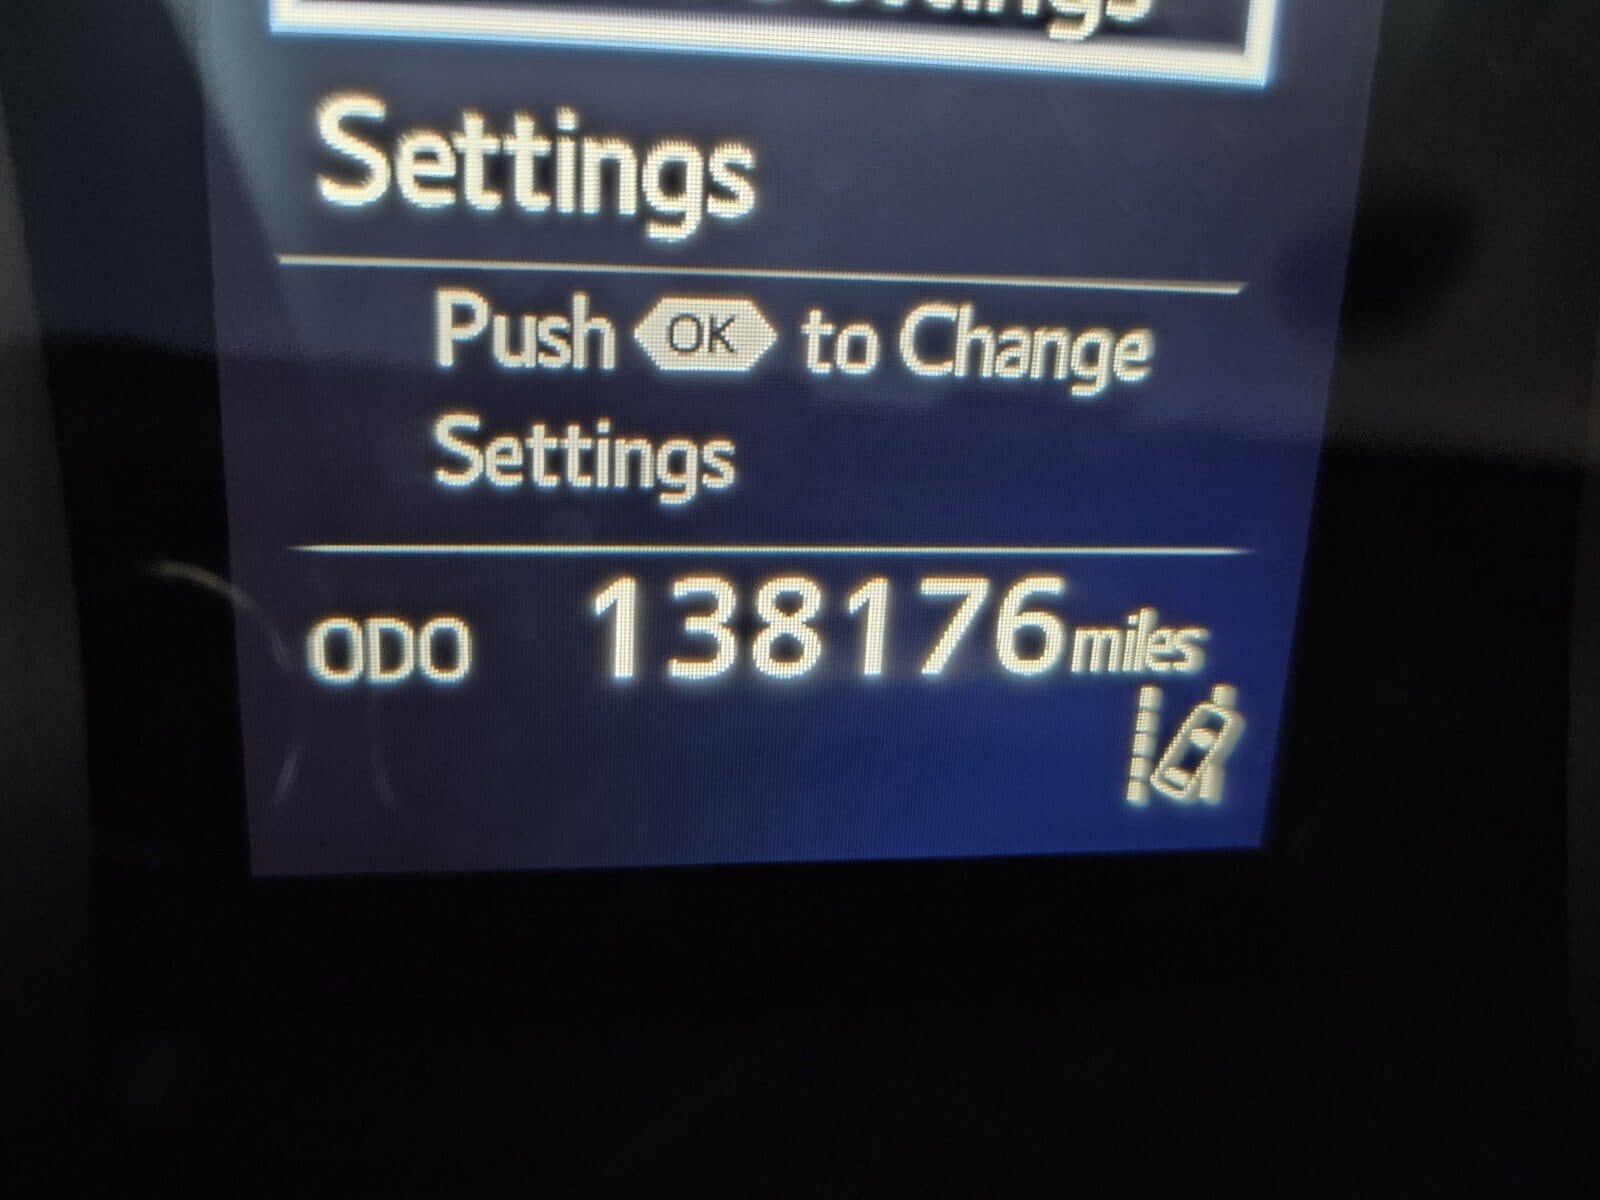 Settings
Push OK to Change
Settings
ODO 138176 miles